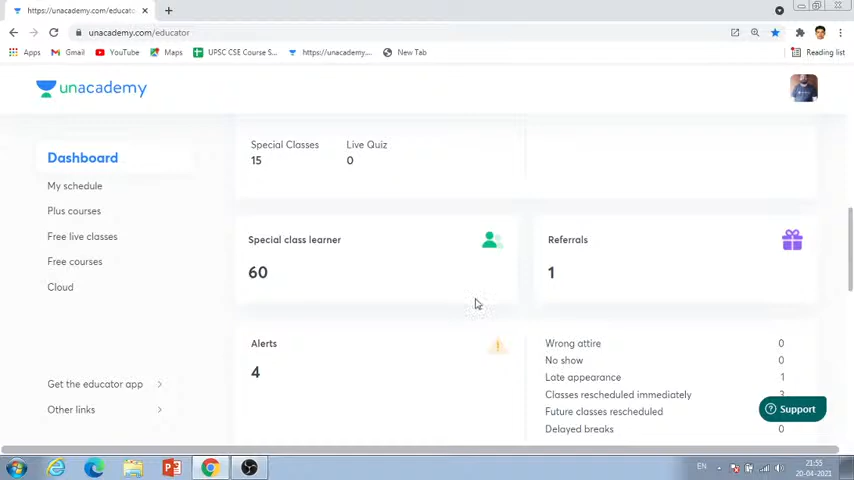 https://unacademy.com/educato
unacademy.com/educator
Apps
Gmail
YouTube
Maps
UPSC CSE Course S...
https://unacademy....
New Tab
Reading list
unacademy
Dashboard
My schedule
Plus courses
Free live classes
Free courses
Cloud
Get the educator app
Other links
Special Classes
Live Quiz
15
0
Special class learner
60
Referrals
1
Alerts
4
Wrong attire 0
No show 0
Late appearance 1
Classes rescheduled immediately 3
Future classes rescheduled
Delayed breaks 0
Support
EN
21:55
20-04-2021